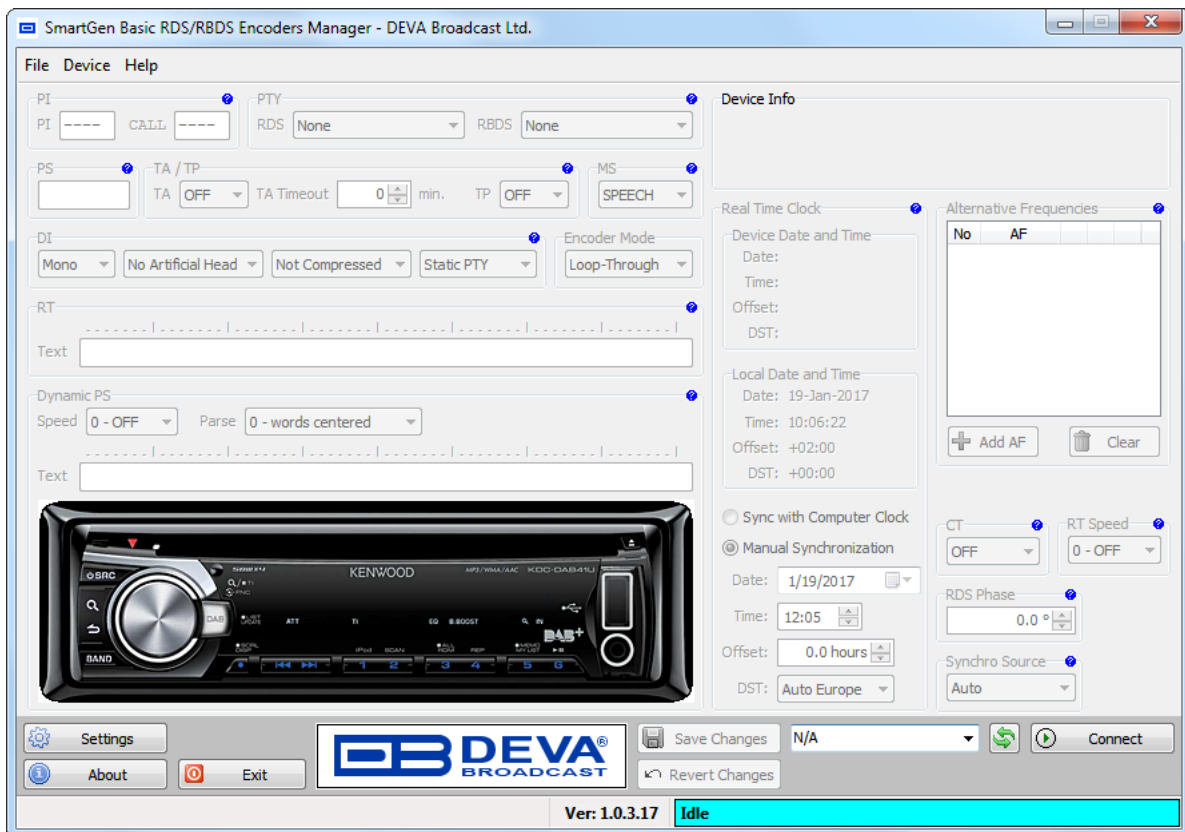 SmartGen Basic RDS/RBDS Encoders Manager - DEVA Broadcast Ltd.
File Device Help
PI
PI ---- CALL ----
PTY
RDS None RBDS None
Device Info
PS
TA / TP
TA OFF TA Timeout 0 min. TP OFF
MS
SPEECH
DI
Mono No Artificial Head Not Compressed Static PTY
Encoder Mode
Loop-Through
RT
Text
Dynamic PS
Speed 0 - OFF Parse 0 - words centered
Text
SRC
KENWOOD MP3/WMA/AAC KDC-DAB41U
DAB
ATT TI EQ B.BOOST IN
DAB+
BAND
iPod SCAN REP
1 2 3 4 5 6
Real Time Clock
Device Date and Time
Date:
Time:
Offset:
DST:
Local Date and Time
Date: 19-Jan-2017
Time: 10:06:22
Offset: +02:00
DST: +00:00
Sync with Computer Clock
Manual Synchronization
Date: 1/19/2017
Time: 12:05
Offset: 0.0 hours
DST: Auto Europe
Alternative Frequencies
No AF
Add AF Clear
CT
OFF
RT Speed
0 - OFF
RDS Phase
0.0 °
Synchro Source
Auto
Settings
About Exit
DEVA®
BROADCAST
Save Changes
Revert Changes
N/A Connect
Ver: 1.0.3.17 Idle